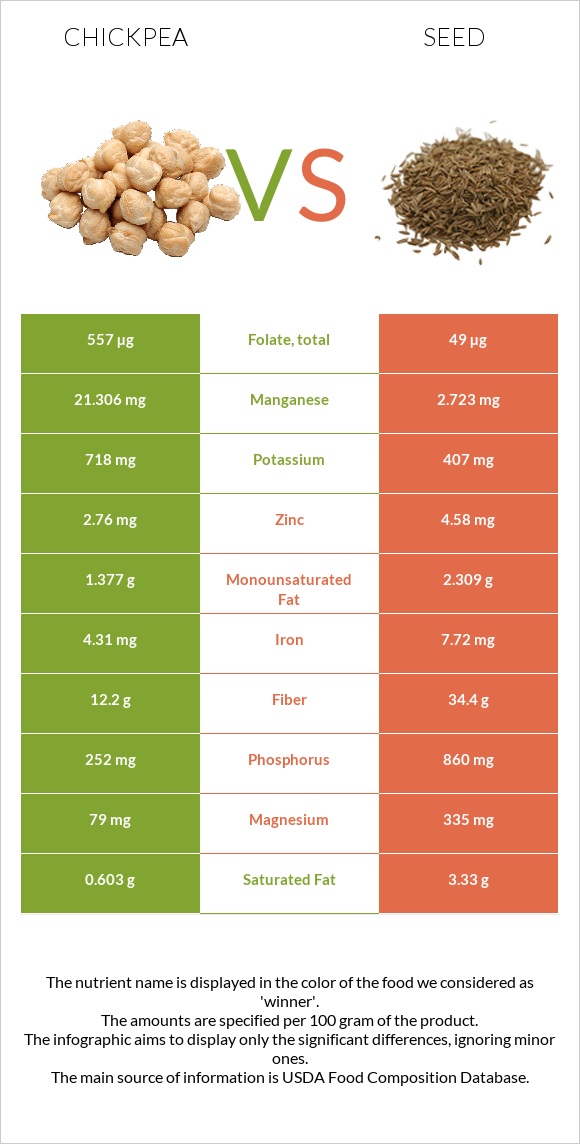 CHICKPEA SEED
VS
557 µg Folate, total 49 µg
21.306 mg Manganese 2.723 mg
718 mg Potassium 407 mg
2.76 mg Zinc 4.58 mg
1.377 g Monounsaturated Fat 2.309 g
4.31 mg Iron 7.72 mg
12.2 g Fiber 34.4 g
252 mg Phosphorus 860 mg
79 mg Magnesium 335 mg
0.603 g Saturated Fat 3.33 g
The nutrient name is displayed in the color of the food we considered as
'winner'.
The amounts are specified per 100 gram of the product.
The infographic aims to display only the significant differences, ignoring minor
ones.
The main source of information is USDA Food Composition Database.